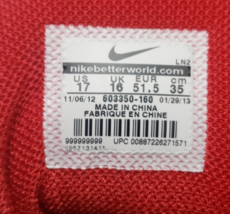 LN2
nikebetterworld.com
US UK EUR CM
17 16 51.5 35
11/06/12 603350-160 01/29/13
MADE IN CHINA
FABRIQUE EN CHINE
999999999 UPC 00887226271571